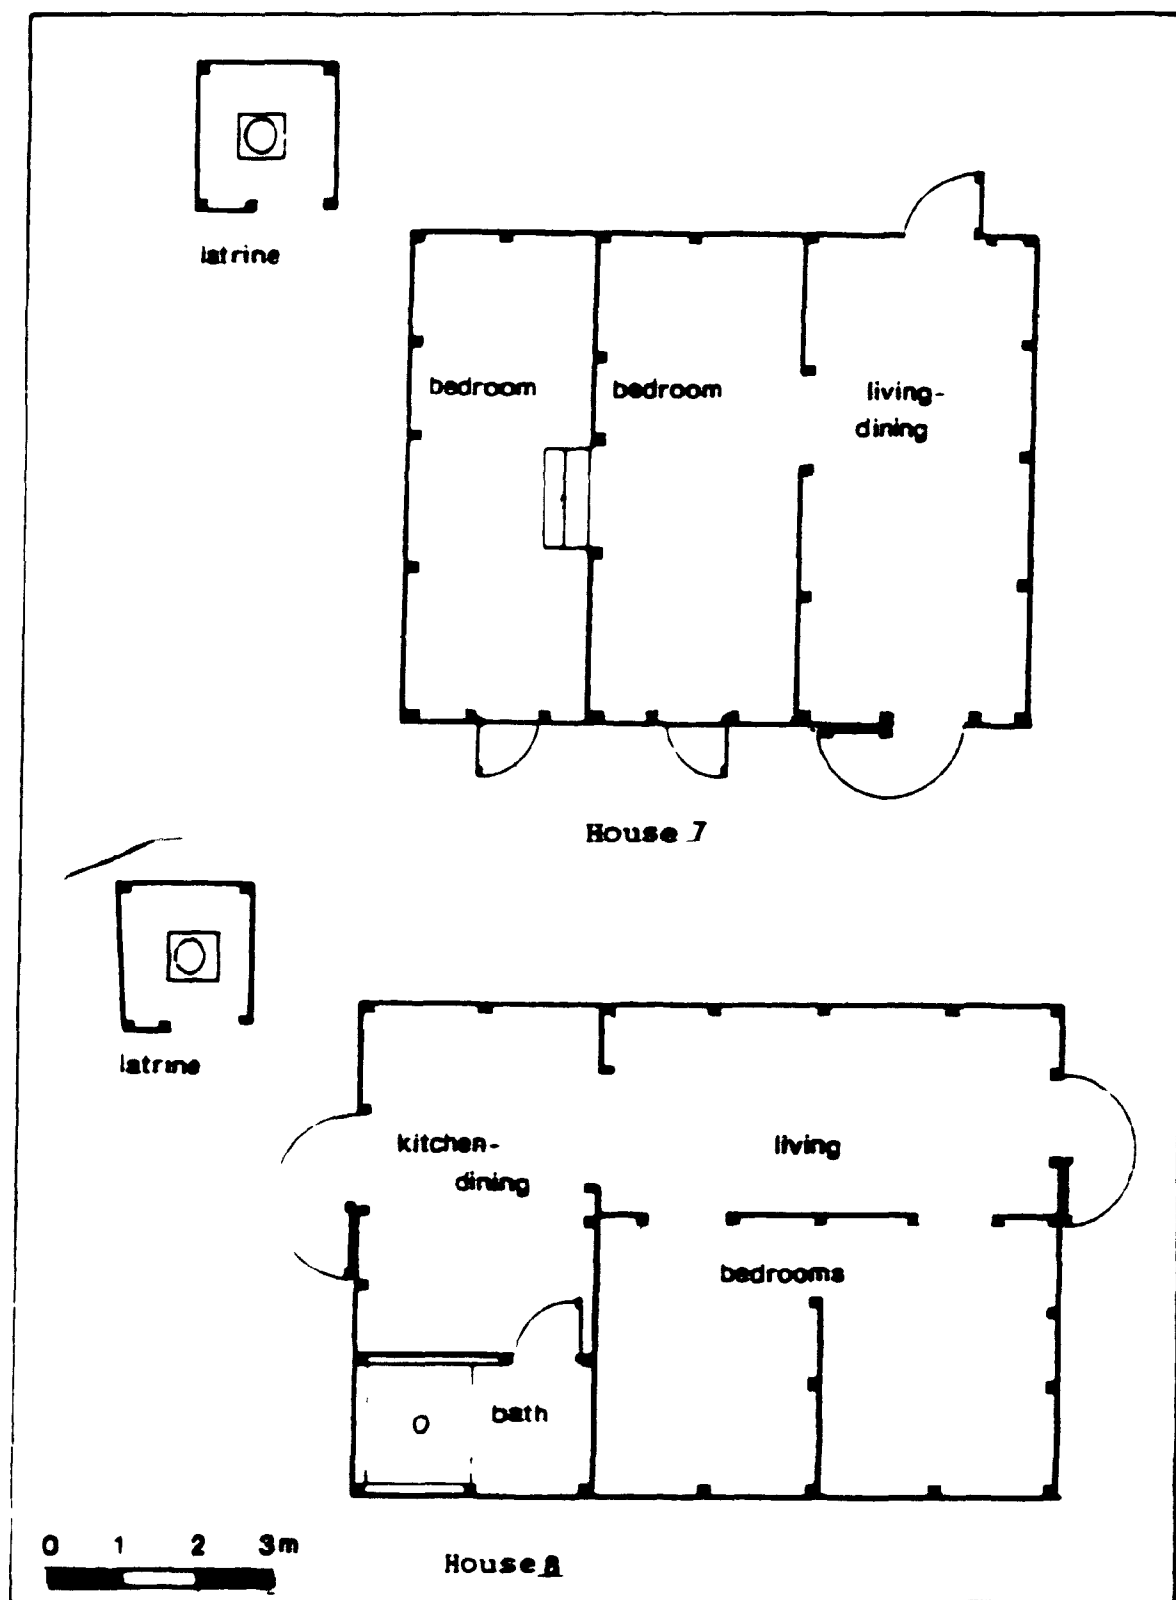 latrine
bedroom
bedroom
living-
dining
House 7
latrine
kitchen-
dining
living
bedrooms
bath
0 1 2 3m
House 8